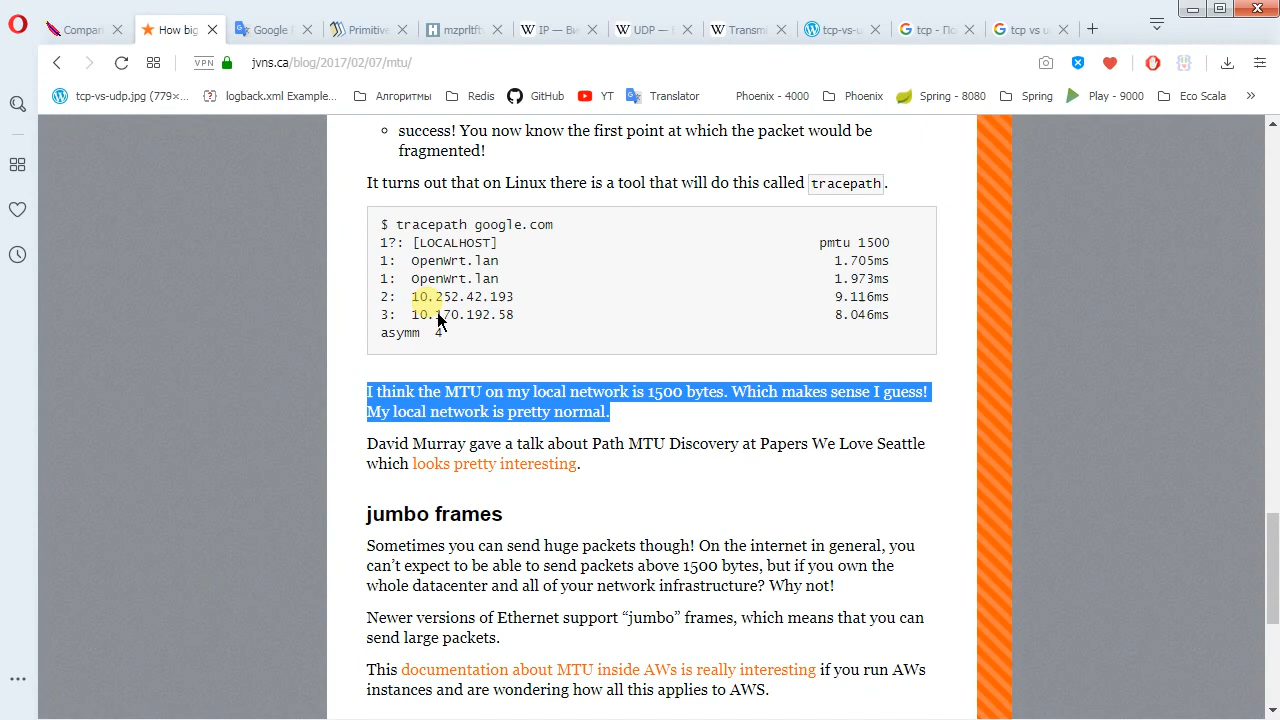 Compan
How big
Google
Primitive
mzprltft
IP — Ви
UDP —
Transmi
tcp-vs-u
tcp - По
tcp vs u
VPN jvns.ca/blog/2017/02/07/mtu/
tcp-vs-udp.jpg (779×...
logback.xml Example...
Алгоритмы
Redis
GitHub
YT
Translator
Phoenix - 4000
Phoenix
Spring - 8080
Spring
Play - 9000
Eco Scala
success! You now know the first point at which the packet would be
fragmented!
It turns out that on Linux there is a tool that will do this called tracepath.
$ tracepath google.com
1?: [LOCALHOST] pmtu 1500
1: OpenWrt.lan 1.705ms
1: OpenWrt.lan 1.973ms
2: 10.252.42.193 9.116ms
3: 10.170.192.58 8.046ms
asymm 4
I think the MTU on my local network is 1500 bytes. Which makes sense I guess!
My local network is pretty normal.
David Murray gave a talk about Path MTU Discovery at Papers We Love Seattle
which looks pretty interesting.
jumbo frames
Sometimes you can send huge packets though! On the internet in general, you
can’t expect to be able to send packets above 1500 bytes, but if you own the
whole datacenter and all of your network infrastructure? Why not!
Newer versions of Ethernet support “jumbo” frames, which means that you can
send large packets.
This documentation about MTU inside AWs is really interesting if you run AWs
instances and are wondering how all this applies to AWS.